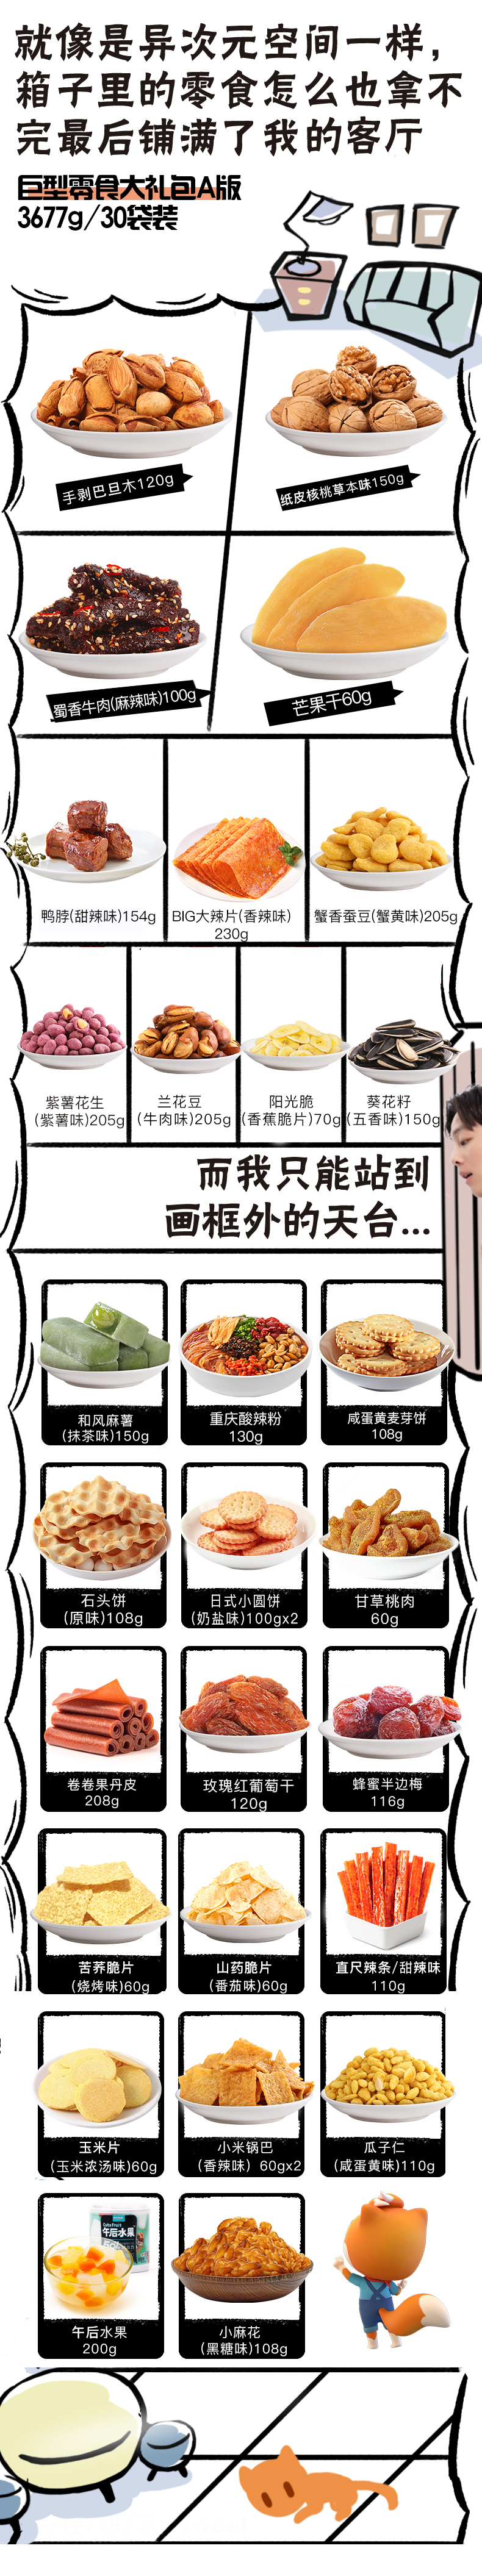 就像是异次元空间一样，
箱子里的零食怎么也拿不
完最后铺满了我的客厅
巨型零食大礼包A版
3677g/30袋装
手剥巴旦木120g
纸皮核桃草本味150g
蜀香牛肉(麻辣味)100g
芒果干60g
鸭脖(甜辣味)154g
BIG大辣片(香辣味)
230g
蟹香蚕豆(蟹黄味)205g
紫薯花生
(紫薯味)205g
兰花豆
(牛肉味)205g
阳光脆
(香蕉脆片)70g
葵花籽
(五香味)150g
而我只能站到
画框外的天台...
和风麻薯
(抹茶味)150g
重庆酸辣粉
130g
咸蛋黄麦芽饼
108g
石头饼
(原味)108g
日式小圆饼
(奶盐味)100gx2
甘草桃肉
60g
卷卷果丹皮
208g
玫瑰红葡萄干
120g
蜂蜜半边梅
116g
苦荞脆片
(烧烤味)60g
山药脆片
(番茄味)60g
直尺辣条/甜辣味
110g
玉米片
(玉米浓汤味)60g
小米锅巴
(香辣味) 60gx2
瓜子仁
(咸蛋黄味)110g
午后水果
午后水果
200g
小麻花
(黑糖味)108g